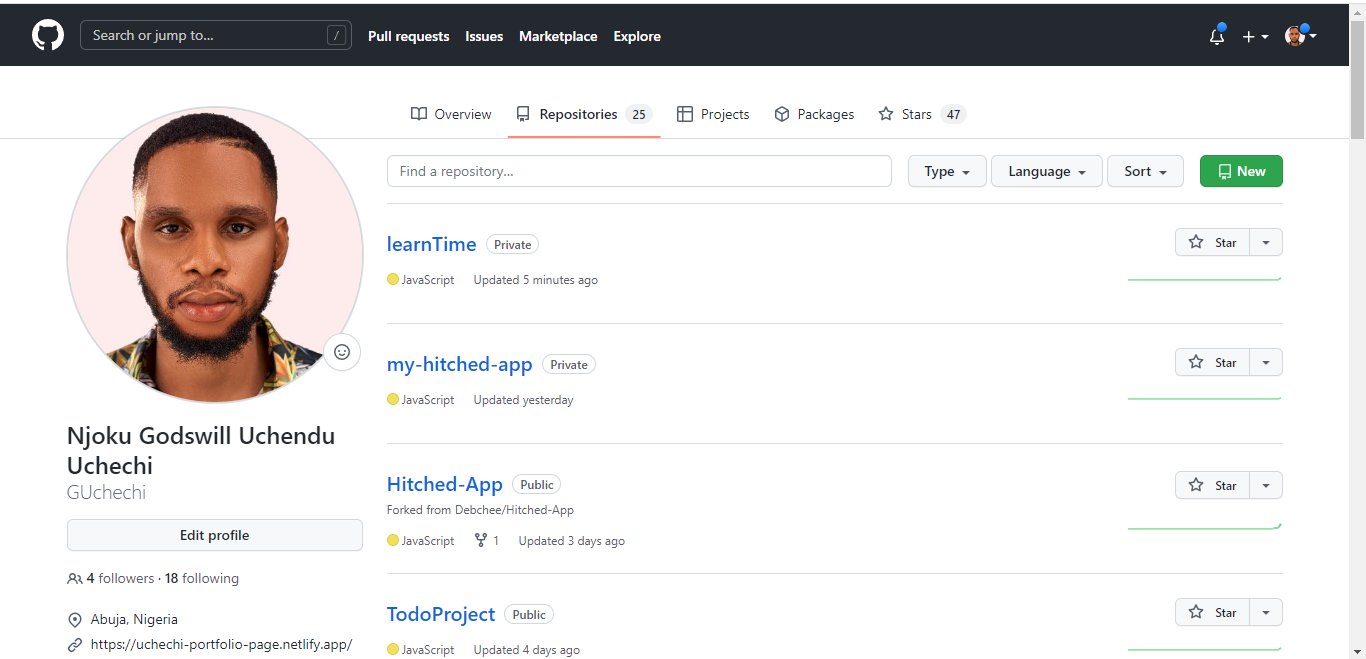 Search or jump to... /
Pull requests Issues Marketplace Explore
Overview Repositories 25 Projects Packages Stars 47
Find a repository... Type Language Sort New
learnTime Private Star
JavaScript Updated 5 minutes ago
my-hitched-app Private Star
JavaScript Updated yesterday
Hitched-App Public Star
Forked from Debchee/Hitched-App
JavaScript 1 Updated 3 days ago
TodoProject Public Star
JavaScript Updated 4 days ago
Njoku Godswill Uchendu
Uchechi
GUchechi
Edit profile
4 followers · 18 following
Abuja, Nigeria
https://uchechi-portfolio-page.netlify.app/